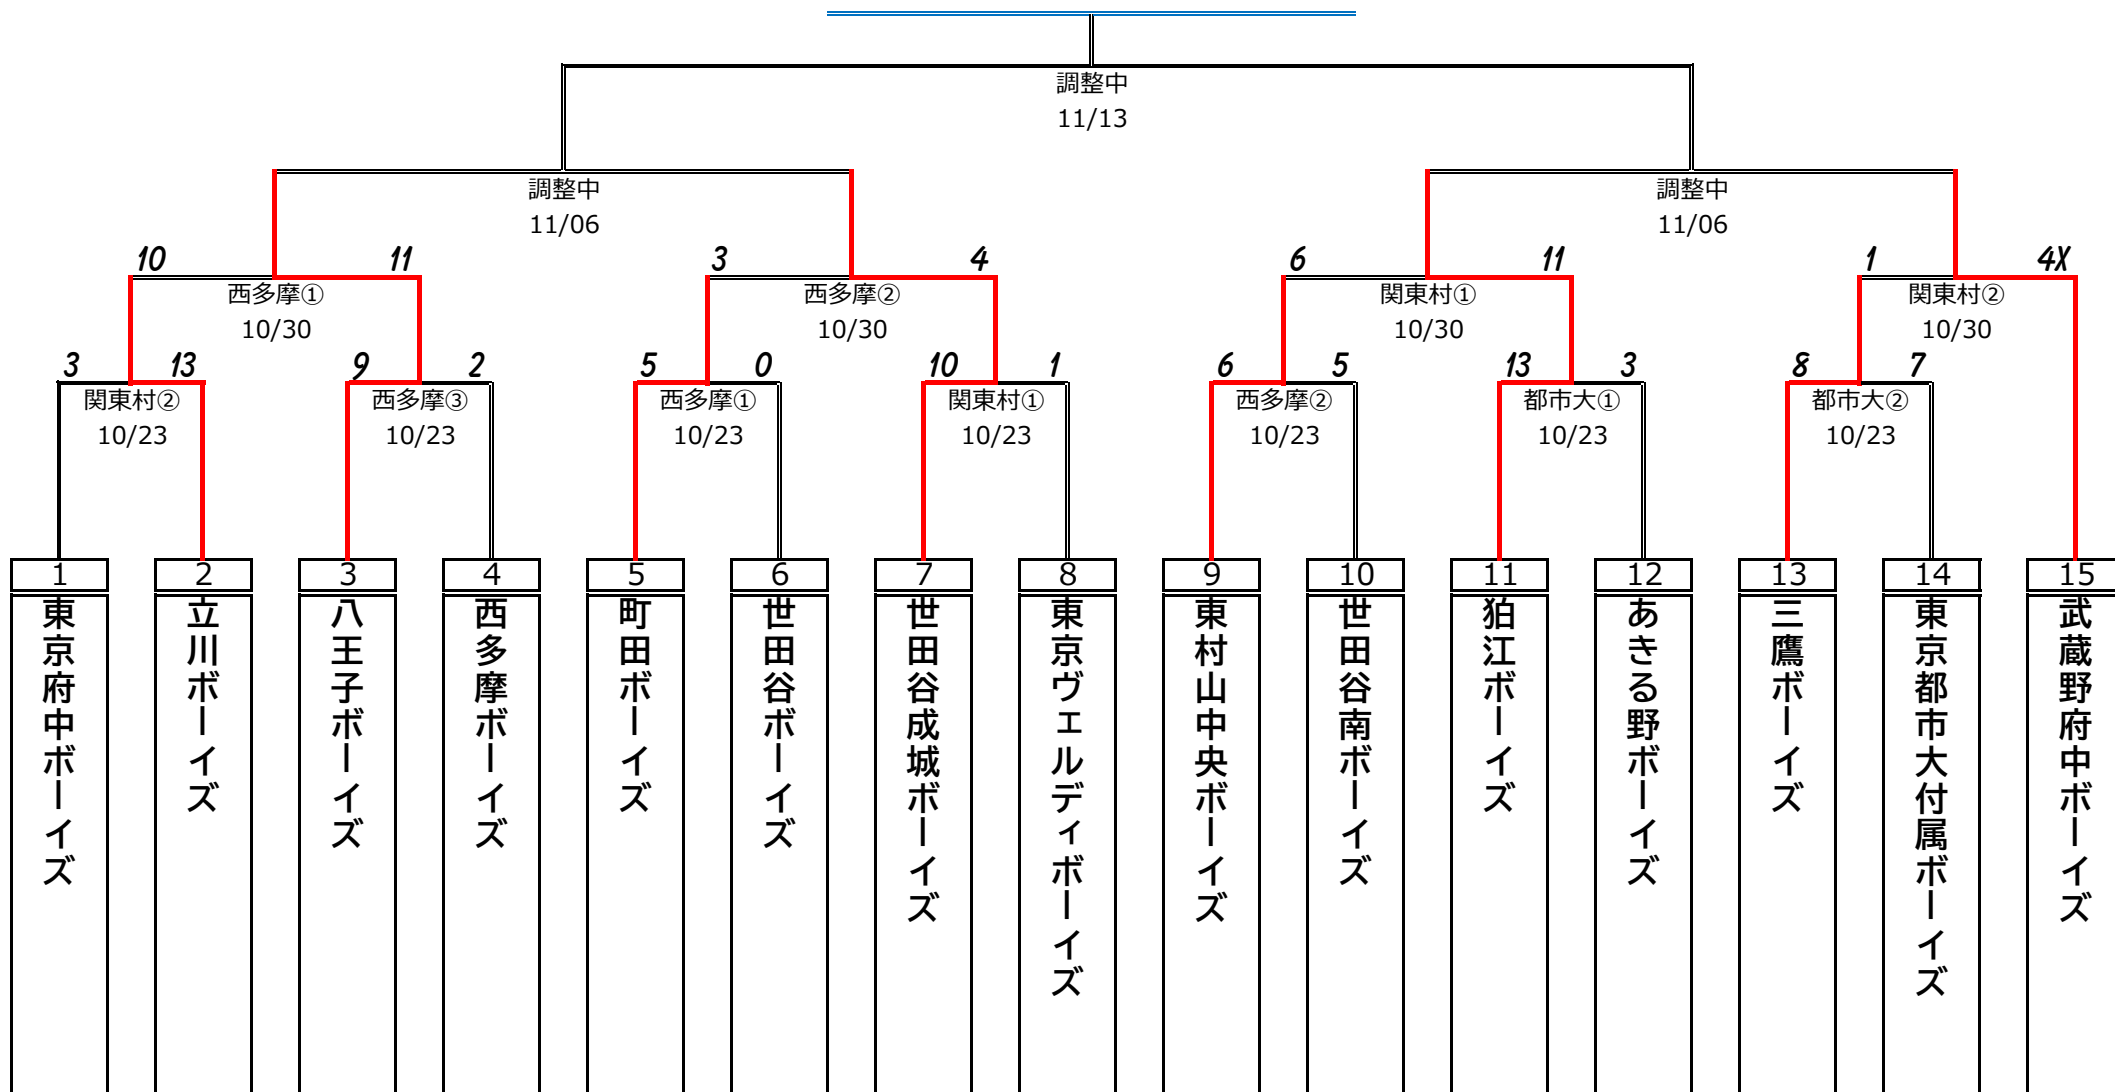 調整中
11/13
調整中
11/06
調整中
11/06
10 11
3 4
6 11
1 4X
西多摩①
10/30
西多摩②
10/30
関東村①
10/30
関東村②
10/30
3 13
9 2
5 0
10 1
6 5
13 3
8 7
関東村②
10/23
西多摩③
10/23
西多摩①
10/23
関東村①
10/23
西多摩②
10/23
都市大①
10/23
都市大②
10/23
1
東京府中ボーイズ
2
立川ボーイズ
3
八王子ボーイズ
4
西多摩ボーイズ
5
町田ボーイズ
6
世田谷ボーイズ
7
世田谷成城ボーイズ
8
東京ヴェルディボーイズ
9
東村山中央ボーイズ
10
世田谷南ボーイズ
11
狛江ボーイズ
12
あきる野ボーイズ
13
三鷹ボーイズ
14
東京都市大付属ボーイズ
15
武蔵野府中ボーイズ